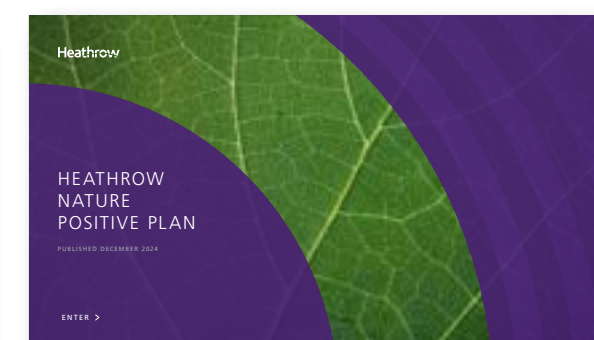 Heathrow
HEATHROW
NATURE
POSITIVE PLAN
PUBLISHED DECEMBER 2024
ENTER >